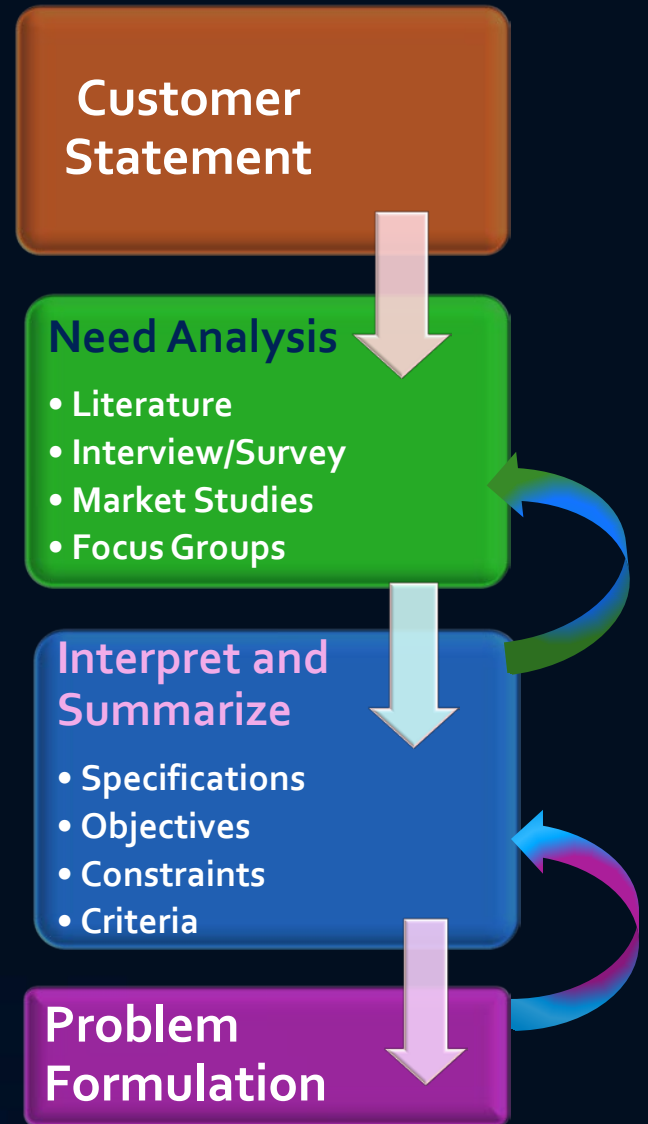 Customer
Statement
Need Analysis
• Literature
• Interview/Survey
• Market Studies
• Focus Groups
Interpret and
Summarize
• Specifications
• Objectives
• Constraints
• Criteria
Problem
Formulation